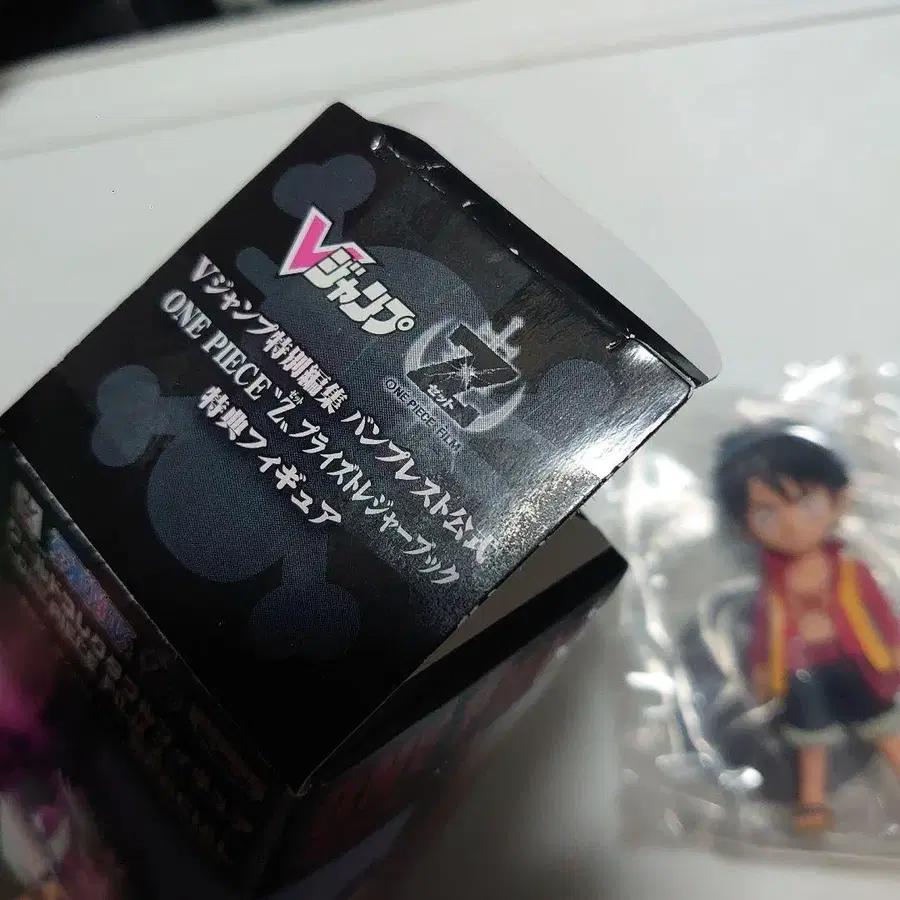 Vジャンプ
Z
ゼット
©ONE PIECE FILM
Vジャンプ特別編集 バンプレスト公式
ONE PIECE "Z" プライズトレジャーブック
ゼット
特典フィギュア